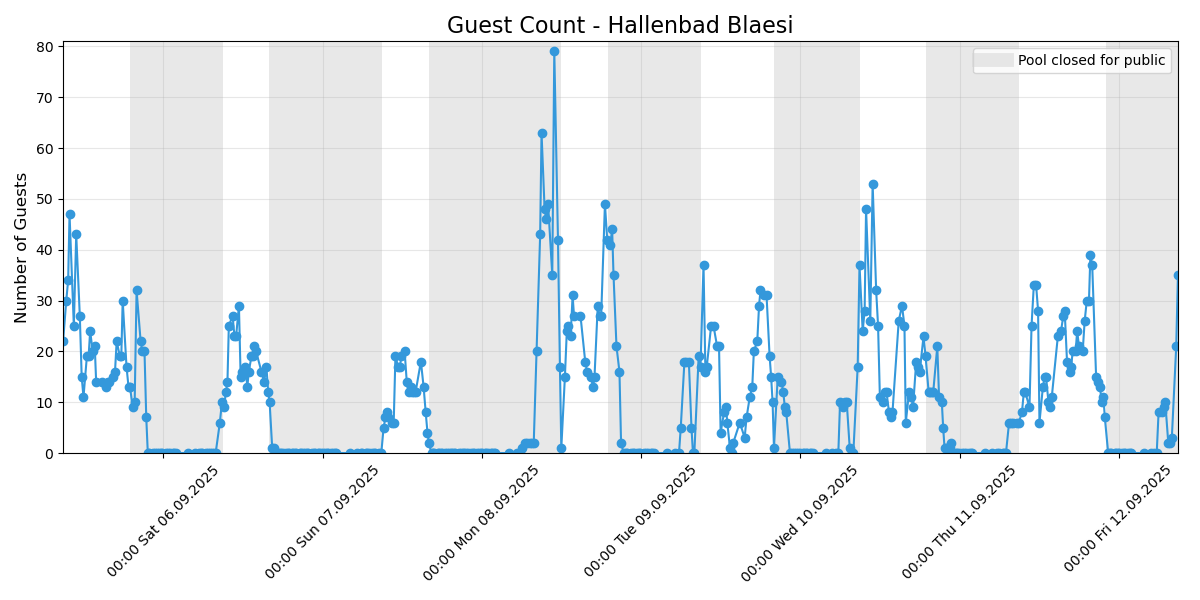 Guest Count - Hallenbad Blaesi
Pool closed for public
Number of Guests
80
70
60
50
40
30
20
10
0
00:00 Sat 06.09.2025
00:00 Sun 07.09.2025
00:00 Mon 08.09.2025
00:00 Tue 09.09.2025
00:00 Wed 10.09.2025
00:00 Thu 11.09.2025
00:00 Fri 12.09.2025